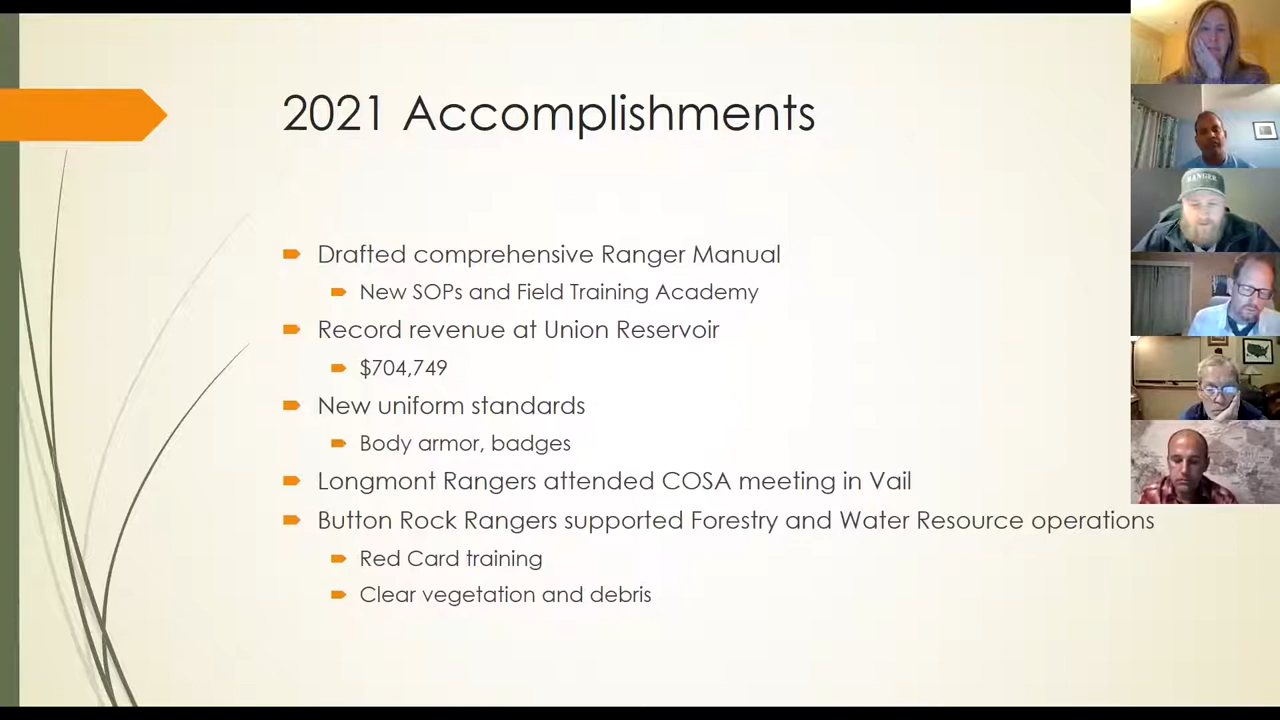 2021 Accomplishments
Drafted comprehensive Ranger Manual
New SOPs and Field Training Academy
Record revenue at Union Reservoir
$704,749
New uniform standards
Body armor, badges
Longmont Rangers attended COSA meeting in Vail
Button Rock Rangers supported Forestry and Water Resource operations
Red Card training
Clear vegetation and debris
RANGER